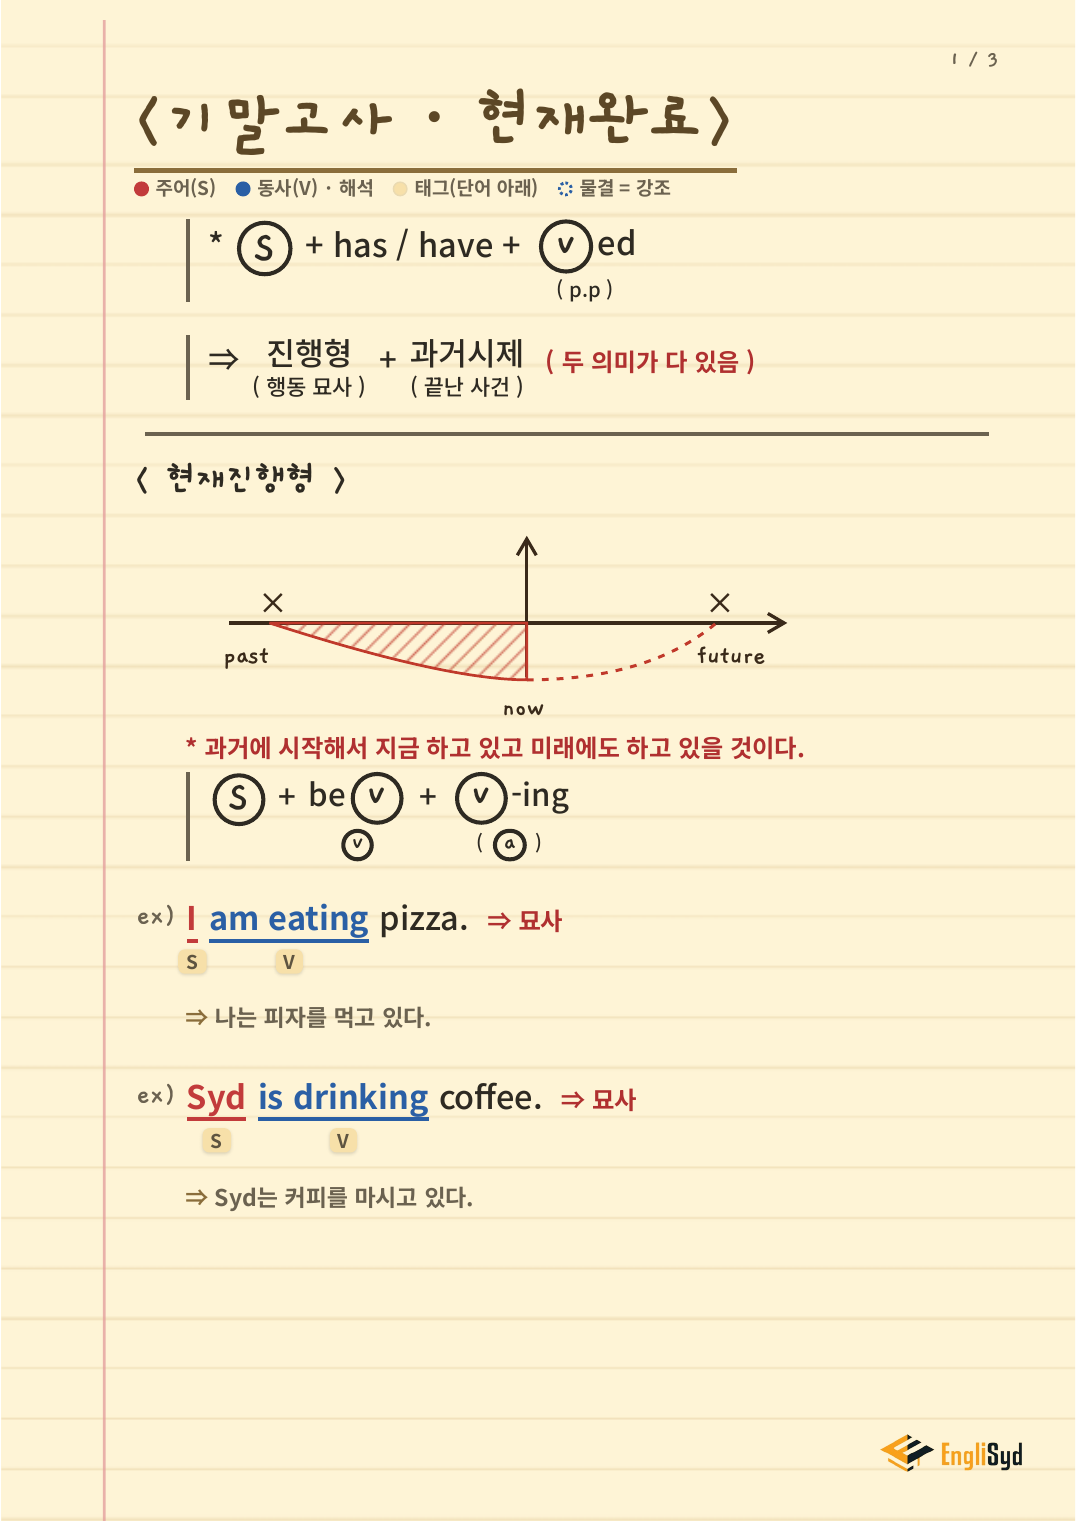 1 / 3
〈기말고사 · 현재완료〉
주어(S) 동사(V) · 해석 태그(단어 아래) 물결 = 강조
* S + has / have + v ed
( p.p )
⇒ 진행형 + 과거시제 ( 두 의미가 다 있음 )
( 행동 묘사 ) ( 끝난 사건 )
〈 현재진행형 〉
past future
now
* 과거에 시작해서 지금 하고 있고 미래에도 하고 있을 것이다.
S + be v + v -ing
v ( a )
ex) I am eating pizza. ⇒ 묘사
S V
⇒ 나는 피자를 먹고 있다.
ex) Syd is drinking coffee. ⇒ 묘사
S V
⇒ Syd는 커피를 마시고 있다.
EngliSyd